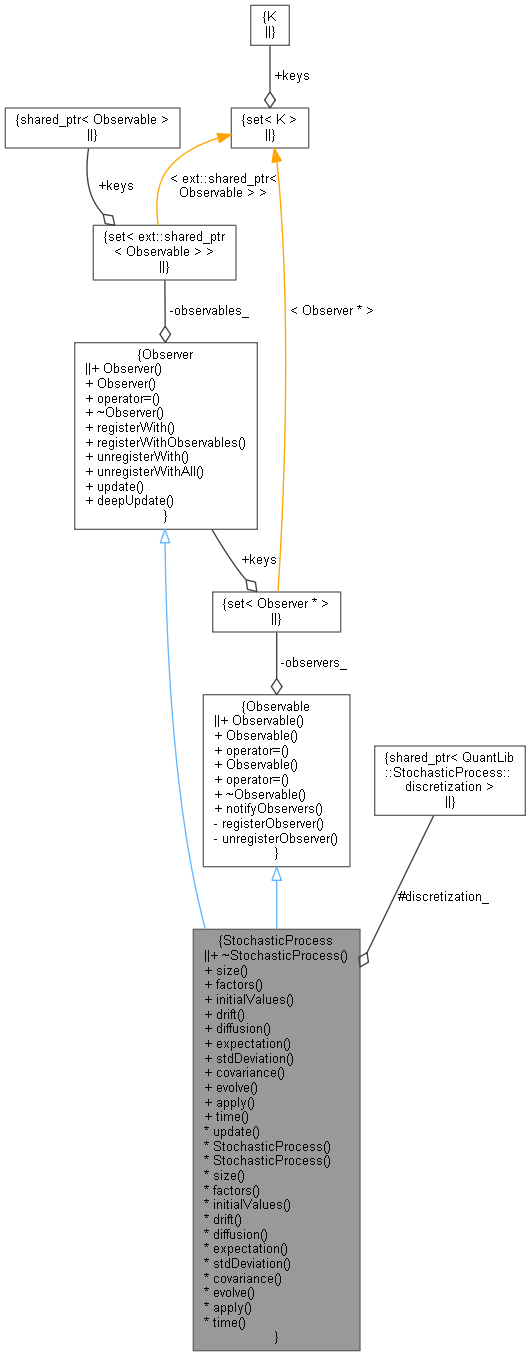 {K
||}
+keys
{shared_ptr< Observable >
||}
{set< K >
||}
+keys
< ext::shared_ptr<
Observable > >
{set< ext::shared_ptr
< Observable > >
||}
-observables_
< Observer * >
{Observer
||+ Observer()
+ Observer()
+ operator=()
+ ~Observer()
+ registerWith()
+ registerWithObservables()
+ unregisterWith()
+ unregisterWithAll()
+ update()
+ deepUpdate()
}
+keys
{set< Observer * >
||}
-observers_
{Observable
||+ Observable()
+ Observable()
+ operator=()
+ Observable()
+ operator=()
+ ~Observable()
+ notifyObservers()
- registerObserver()
- unregisterObserver()
}
{shared_ptr< QuantLib
::StochasticProcess::
discretization >
||}
#discretization_
{StochasticProcess
||+ ~StochasticProcess()
+ size()
+ factors()
+ initialValues()
+ drift()
+ diffusion()
+ expectation()
+ stdDeviation()
+ covariance()
+ evolve()
+ apply()
+ time()
* update()
* StochasticProcess()
* StochasticProcess()
* size()
* factors()
* initialValues()
* drift()
* diffusion()
* expectation()
* stdDeviation()
* covariance()
* evolve()
* apply()
* time()
}